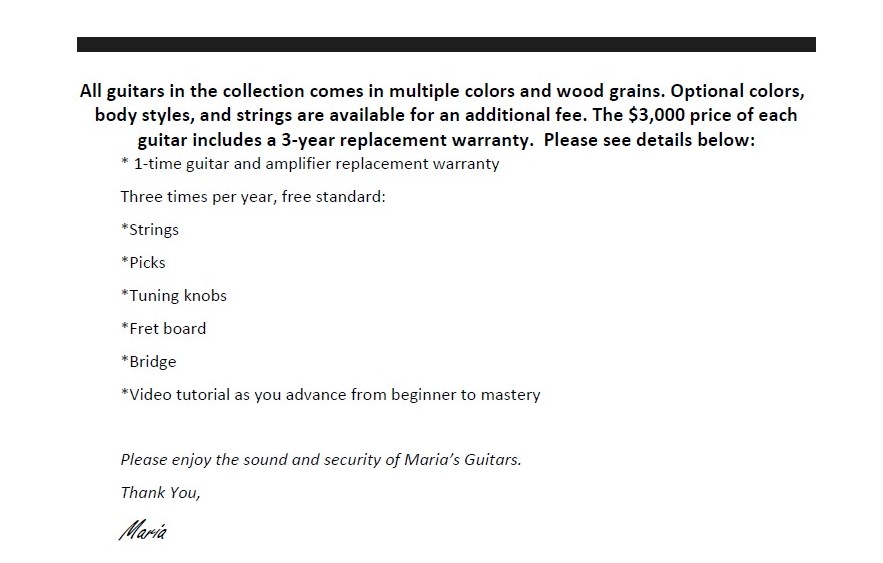 All guitars in the collection comes in multiple colors and wood grains. Optional colors,
body styles, and strings are available for an additional fee. The $3,000 price of each
guitar includes a 3-year replacement warranty.  Please see details below:
* 1-time guitar and amplifier replacement warranty
Three times per year, free standard:
*Strings
*Picks
*Tuning knobs
*Fret board
*Bridge
*Video tutorial as you advance from beginner to mastery
Please enjoy the sound and security of Maria’s Guitars.
Thank You,
Maria